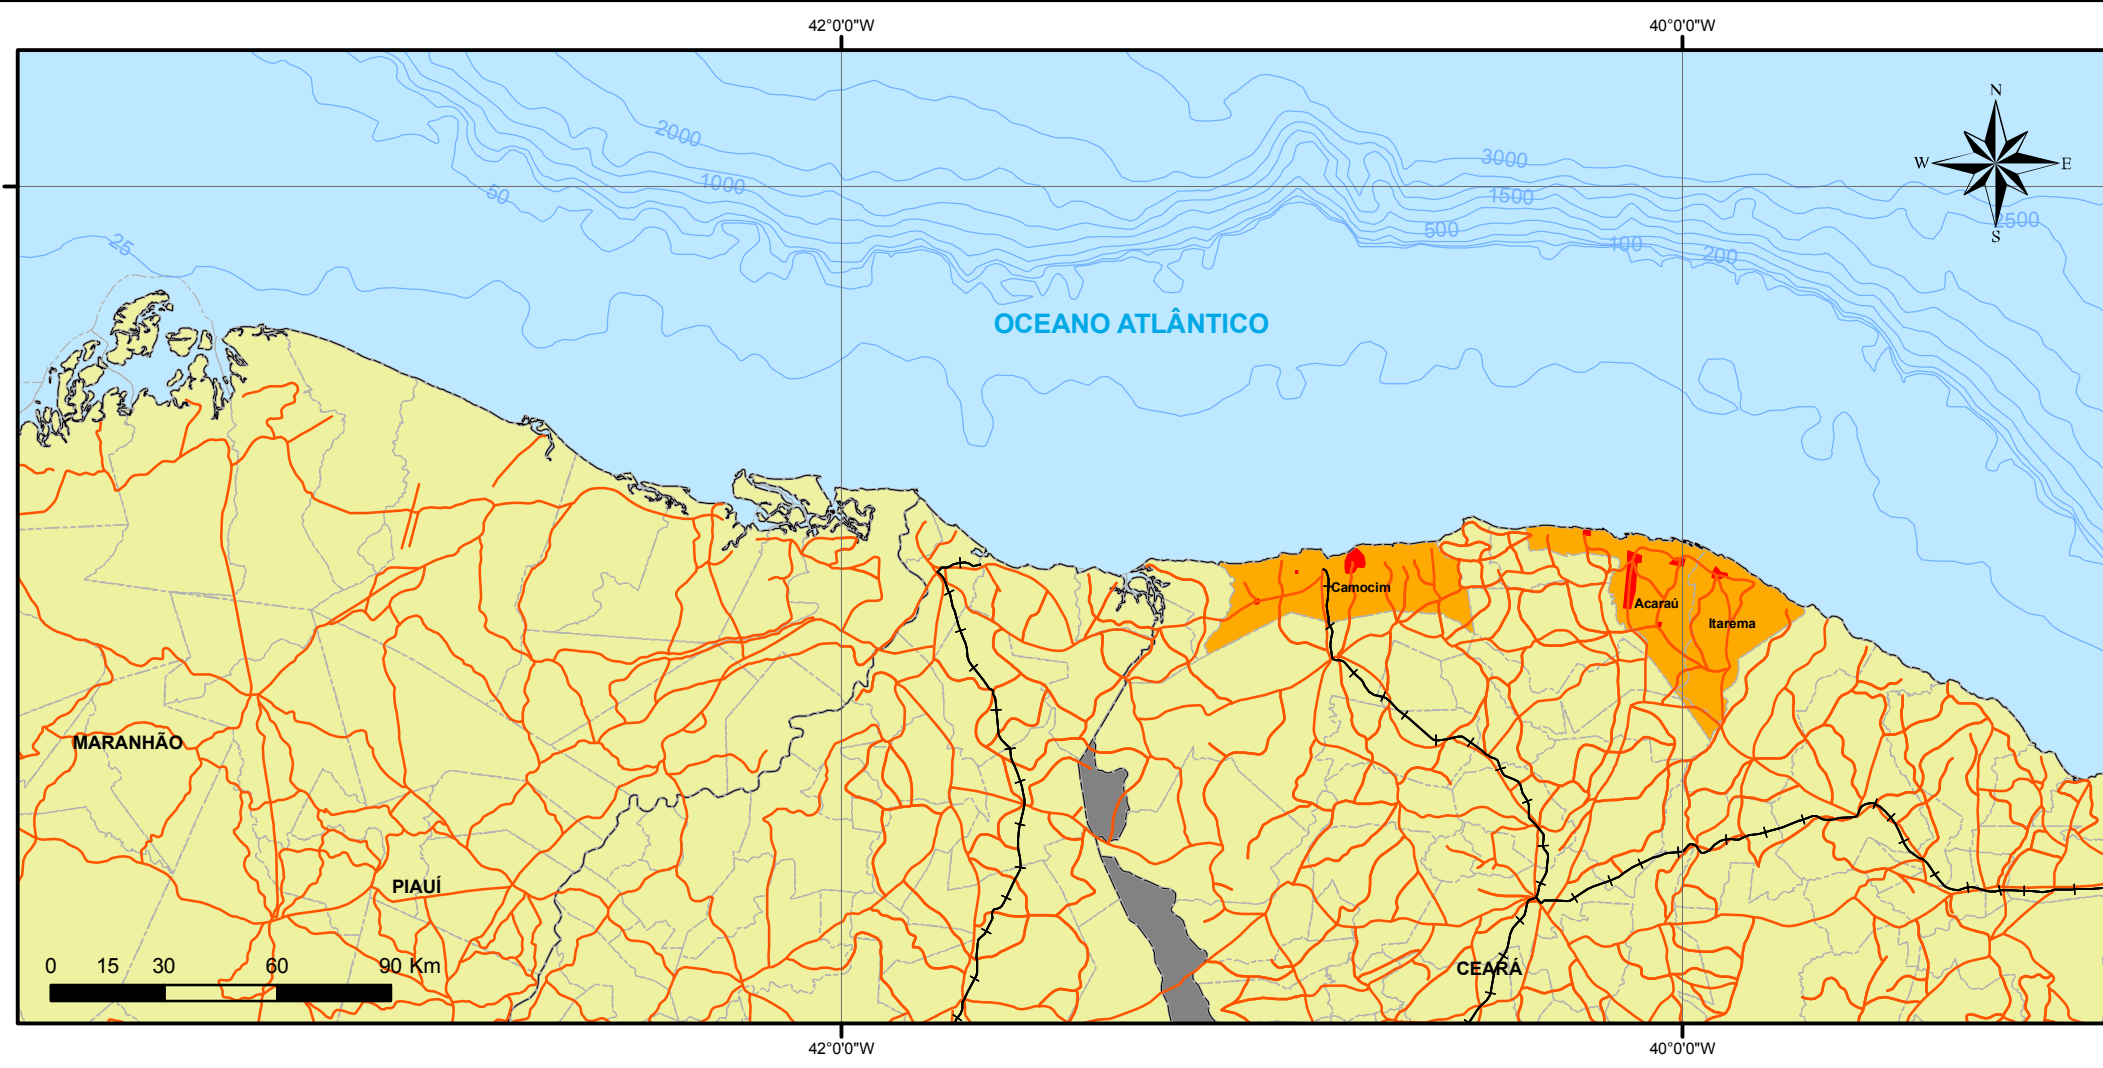 42°0'0"W
40°0'0"W
N
W
E
S
2000
1000
50
25
3000
1500
500
100
200
2500
OCEANO ATLÂNTICO
Camocim
Acaraú
Itarema
MARANHÃO
PIAUÍ
CEARÁ
0 15 30 60 90 Km
42°0'0"W
40°0'0"W